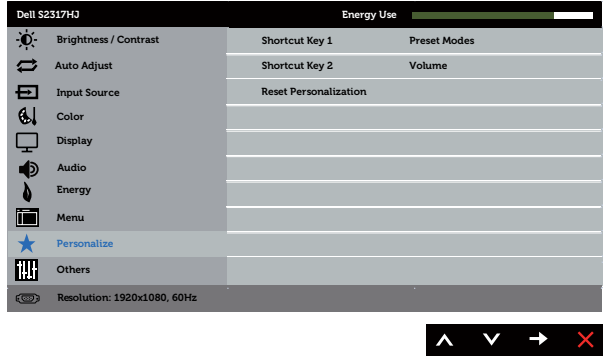 Dell S2317HJ Energy Use
Brightness / Contrast Shortcut Key 1 Preset Modes
Auto Adjust Shortcut Key 2 Volume
Input Source Reset Personalization
Color
Display
Audio
Energy
Menu
Personalize
Others
Resolution: 1920x1080, 60Hz